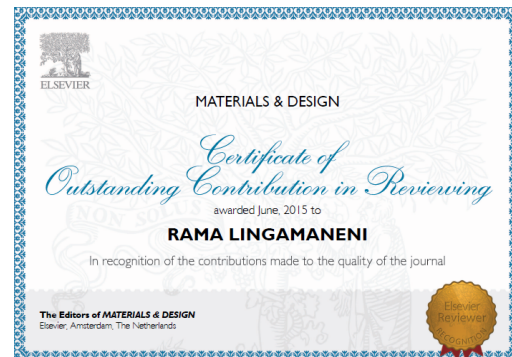 ELSEVIER
MATERIALS & DESIGN
Certificate of
Outstanding Contribution in Reviewing
awarded June, 2015 to
RAMA LINGAMANENI
In recognition of the contributions made to the quality of the journal
The Editors of MATERIALS & DESIGN
Elsevier, Amsterdam, The Netherlands
Elsevier
Reviewer
RECOGNITION